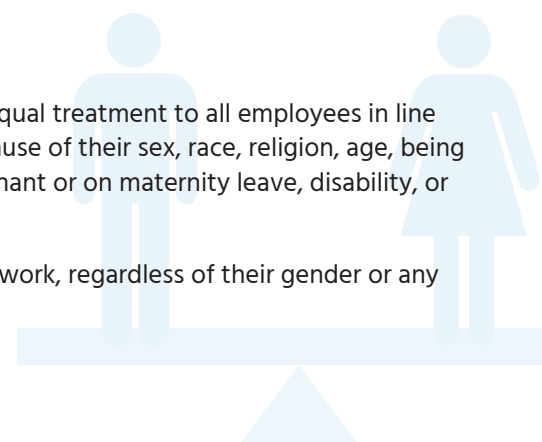 qual treatment to all employees in line
use of their sex, race, religion, age, being
nant or on maternity leave, disability, or
work, regardless of their gender or any